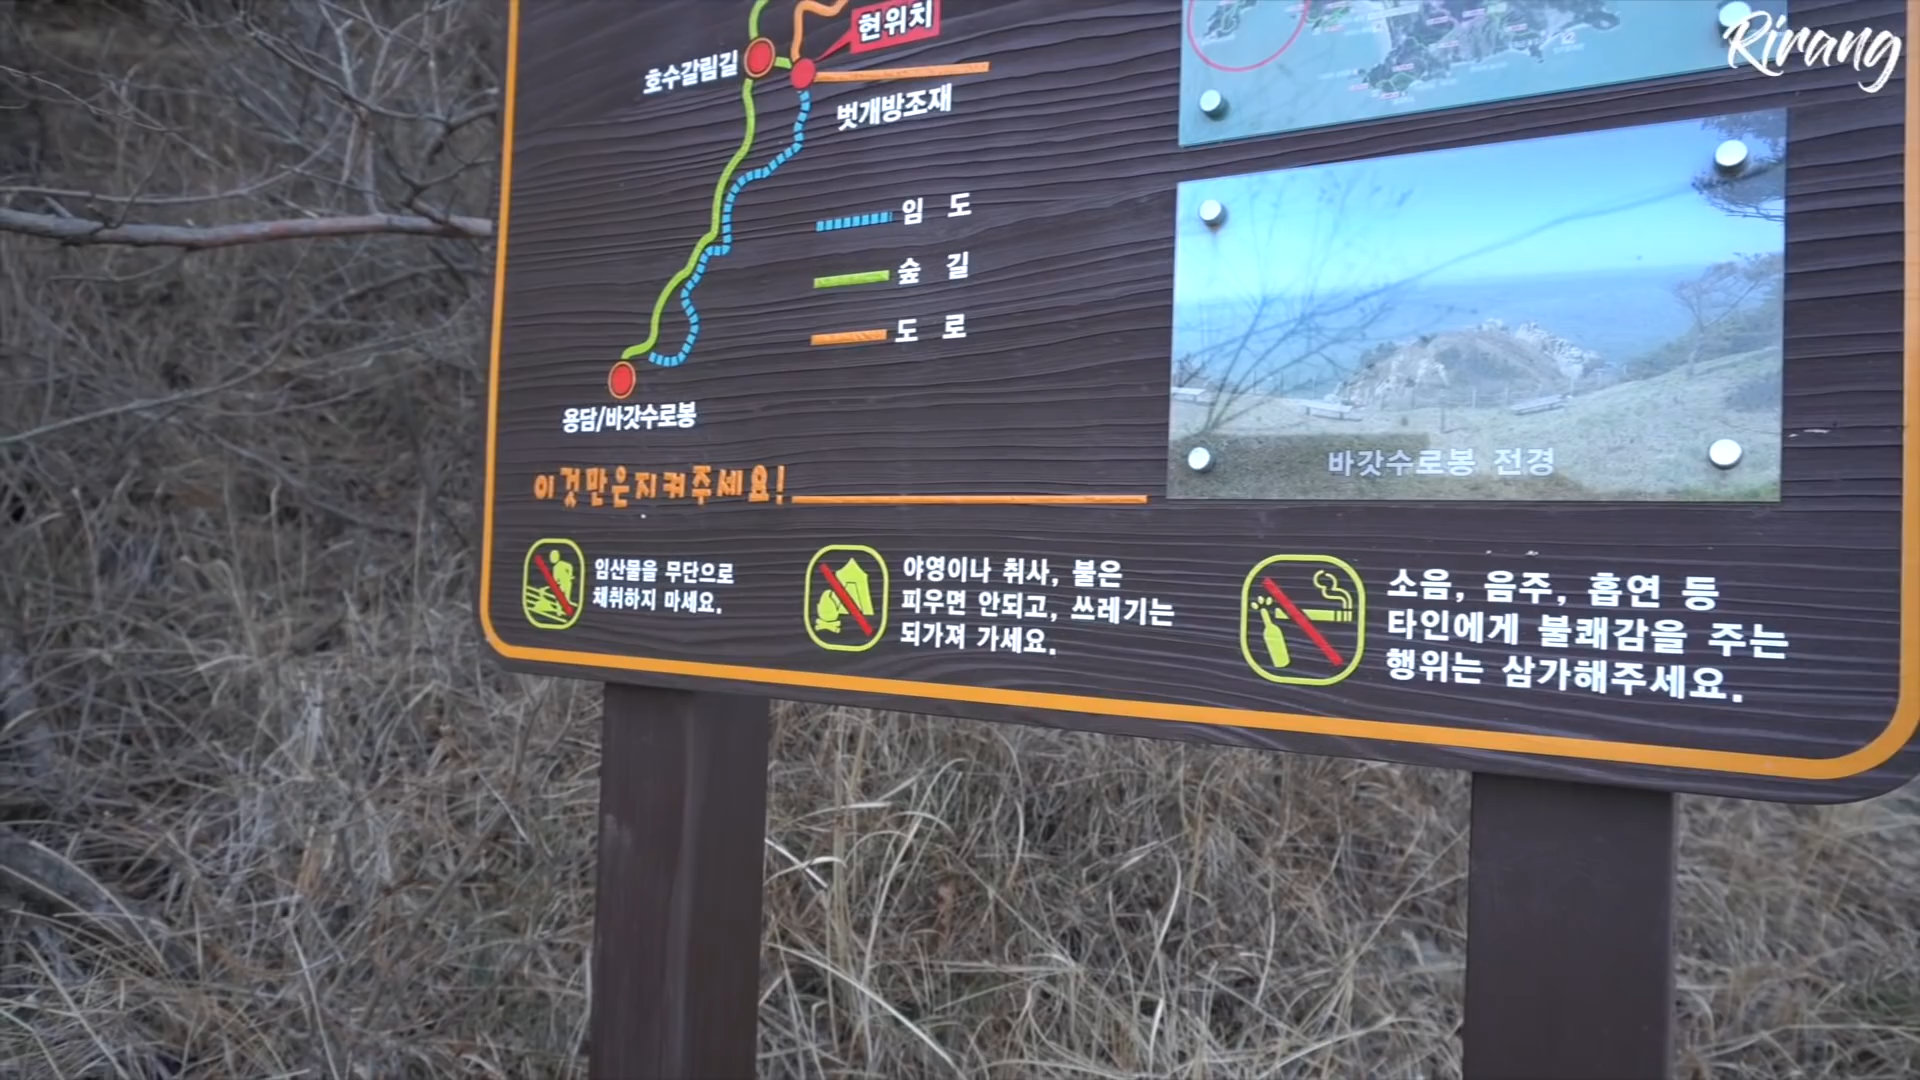 Rirang
현위치
호수갈림길
벗개방조재
임 도
숲 길
도 로
용담/바갓수로봉
바갓수로봉 전경
이것만은지켜주세요!
임산물을 무단으로
채취하지 마세요.
야영이나 취사, 불은
피우면 안되고, 쓰레기는
되가져 가세요.
소음, 음주, 흡연 등
타인에게 불쾌감을 주는
행위는 삼가해주세요.